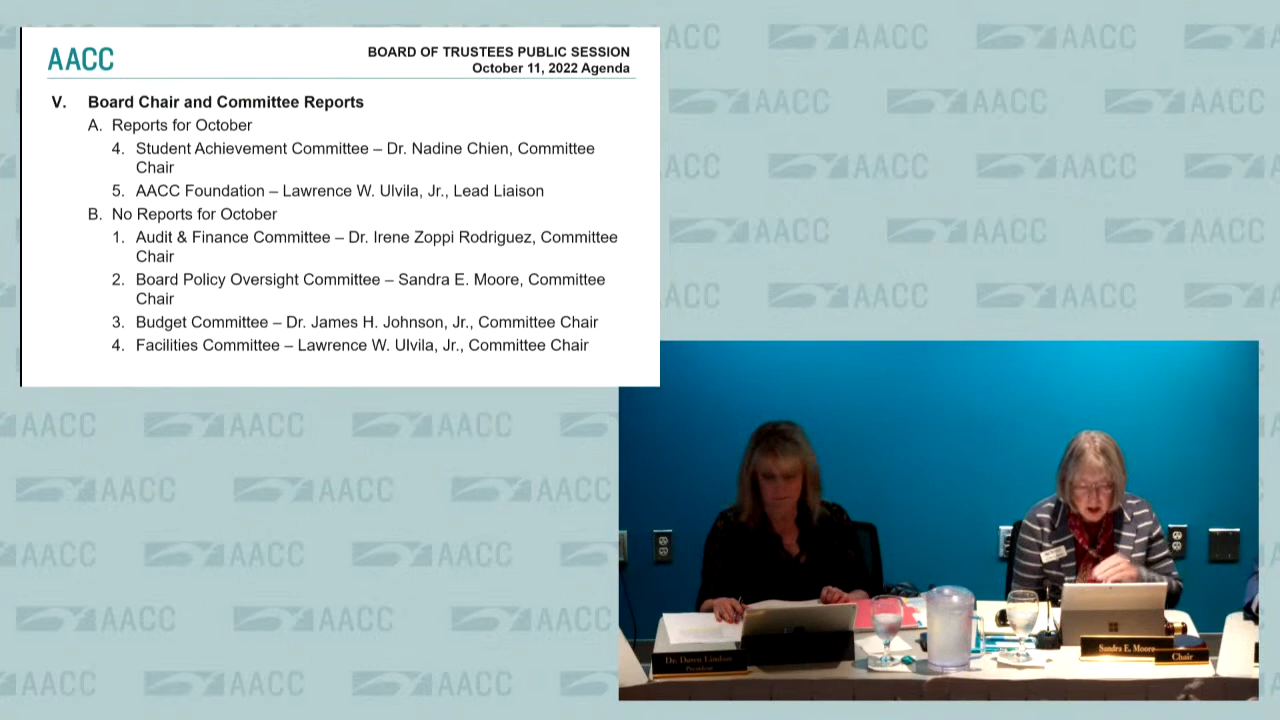 AACC
BOARD OF TRUSTEES PUBLIC SESSION
October 11, 2022 Agenda
V. Board Chair and Committee Reports
A. Reports for October
4. Student Achievement Committee – Dr. Nadine Chien, Committee
Chair
5. AACC Foundation – Lawrence W. Ulvila, Jr., Lead Liaison
B. No Reports for October
1. Audit & Finance Committee – Dr. Irene Zoppi Rodriguez, Committee
Chair
2. Board Policy Oversight Committee – Sandra E. Moore, Committee
Chair
3. Budget Committee – Dr. James H. Johnson, Jr., Committee Chair
4. Facilities Committee – Lawrence W. Ulvila, Jr., Committee Chair
Dr. Dawn Lindsay
President
Sandra E. Moore
Chair